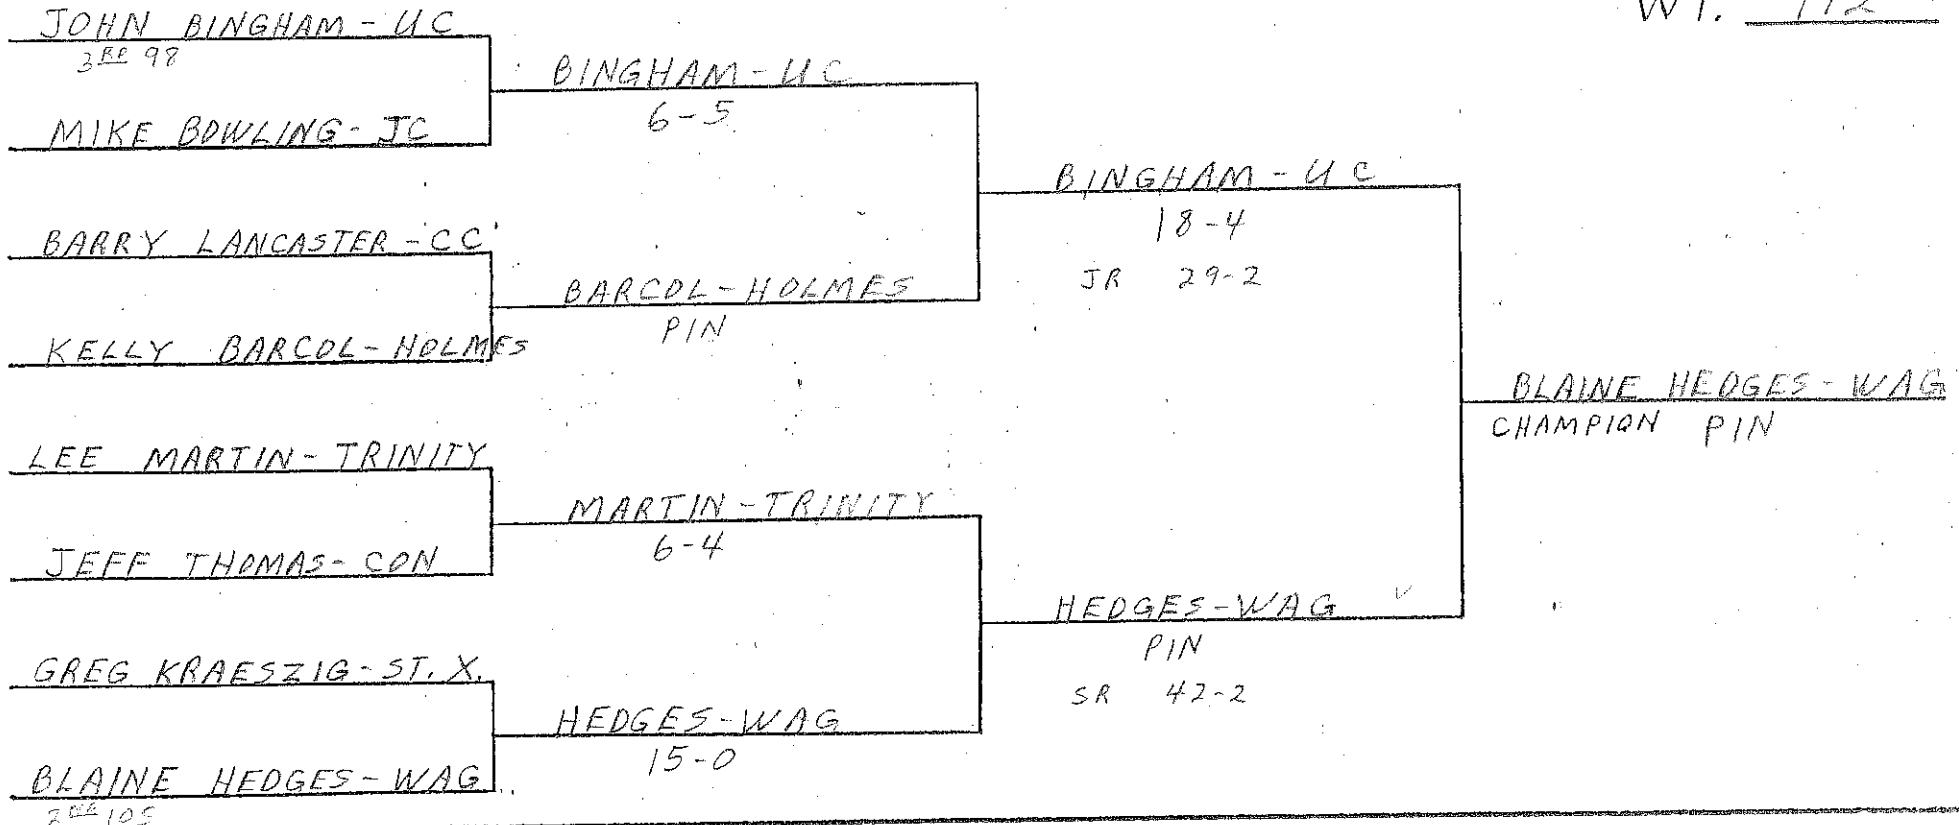 WT. 112
JOHN BINGHAM - UC
3RD 98
MIKE BOWLING - JC
BARRY LANCASTER - CC
KELLY BARCOL - HOLMES
LEE MARTIN - TRINITY
JEFF THOMAS - CON
GREG KRAESZIG - ST. X.
BLAINE HEDGES - WAG
2ND 105
BINGHAM - UC
6-5
BARCOL - HOLMES
PIN
MARTIN - TRINITY
6-4
HEDGES - WAG
15-0
BINGHAM - UC
18-4
JR 29-2
HEDGES - WAG
PIN
SR 42-2
BLAINE HEDGES - WAG
CHAMPION PIN